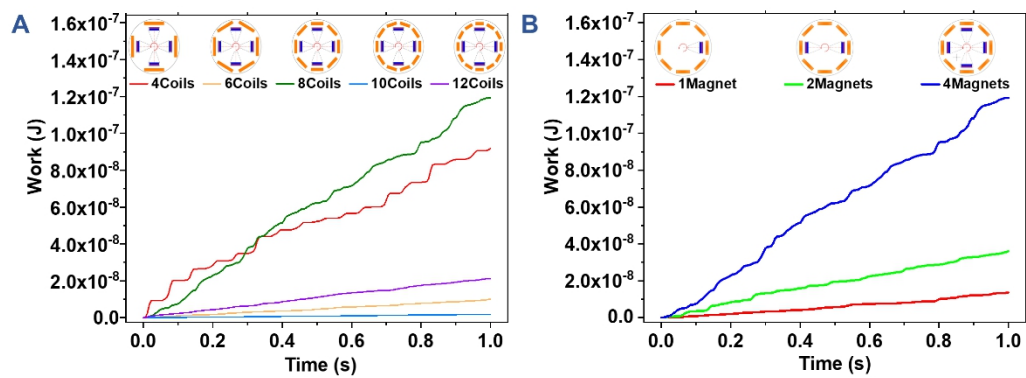 A
1.6x10⁻⁷
1.4x10⁻⁷
1.2x10⁻⁷
1.0x10⁻⁷
8.0x10⁻⁸
6.0x10⁻⁸
4.0x10⁻⁸
2.0x10⁻⁸
0.0
Work (J)
4Coils 6Coils 8Coils 10Coils 12Coils
0.0 0.2 0.4 0.6 0.8 1.0
Time (s)
B
1.6x10⁻⁷
1.4x10⁻⁷
1.2x10⁻⁷
1.0x10⁻⁷
8.0x10⁻⁸
6.0x10⁻⁸
4.0x10⁻⁸
2.0x10⁻⁸
0.0
Work (J)
1Magnet 2Magnets 4Magnets
0.0 0.2 0.4 0.6 0.8 1.0
Time (s)